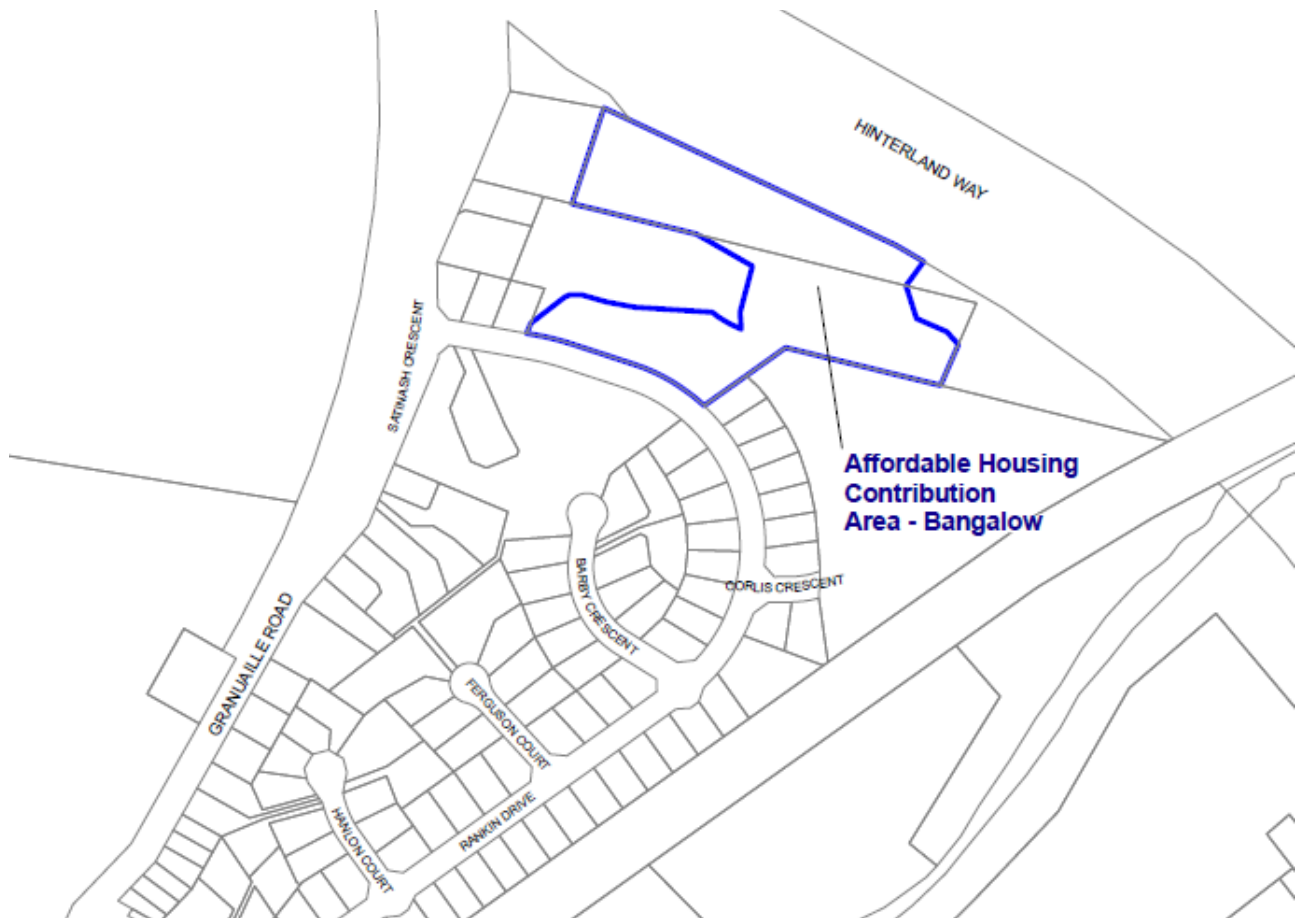 HINTERLAND WAY
SATINASH CRESCENT
Affordable Housing
Contribution
Area - Bangalow
BARBY CRESCENT
CORLIS CRESCENT
GRANUAILLE ROAD
FERGUSON COURT
RANKIN DRIVE
HANLON COURT